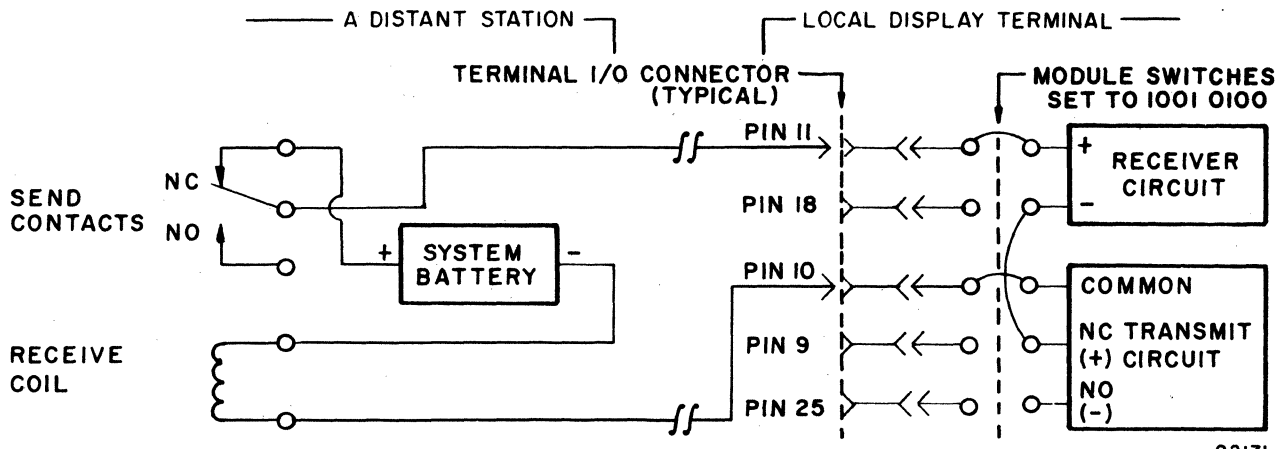 A DISTANT STATION
LOCAL DISPLAY TERMINAL
TERMINAL I/O CONNECTOR
(TYPICAL)
MODULE SWITCHES
SET TO 1001 0100
SEND
CONTACTS
NC
NO
+
SYSTEM
BATTERY
-
RECEIVE
COIL
PIN 11
PIN 18
PIN 10
PIN 9
PIN 25
+
RECEIVER
CIRCUIT
-
COMMON
NC TRANSMIT
(+) CIRCUIT
NO
(-)